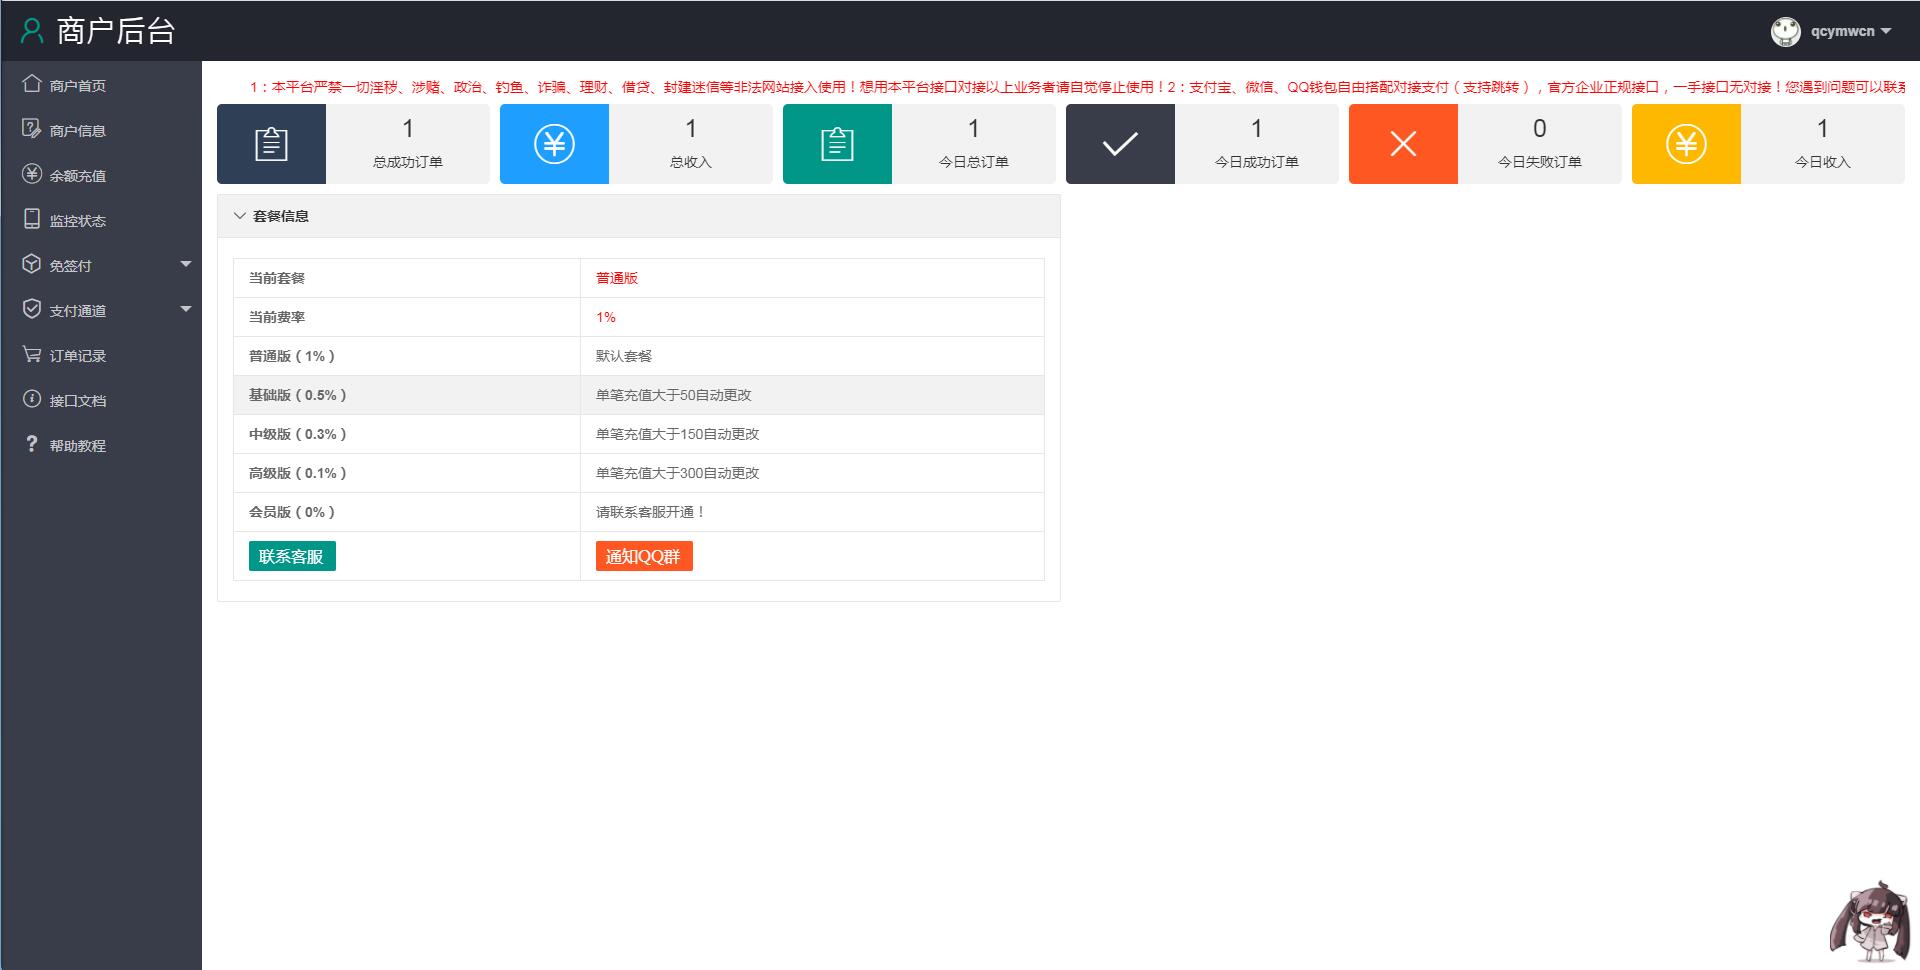 商户后台
qcymwcn
商户首页
商户信息
余额充值
监控状态
免签付
支付通道
订单记录
接口文档
帮助教程
1：本平台严禁一切淫秽、涉赌、政治、钓鱼、诈骗、理财、借贷、封建迷信等非法网站接入使用！想用本平台接口对接以上业务者请自觉停止使用！2：支付宝、微信、QQ钱包自由搭配对接支付（支持跳转），官方企业正规接口，一手接口无对接！您遇到问题可以联系
1
总成功订单
1
总收入
1
今日总订单
1
今日成功订单
0
今日失败订单
1
今日收入
套餐信息
当前套餐 普通版
当前费率 1%
普通版（1%） 默认套餐
基础版（0.5%） 单笔充值大于50自动更改
中级版（0.3%） 单笔充值大于150自动更改
高级版（0.1%） 单笔充值大于300自动更改
会员版（0%） 请联系客服开通！
联系客服 通知QQ群